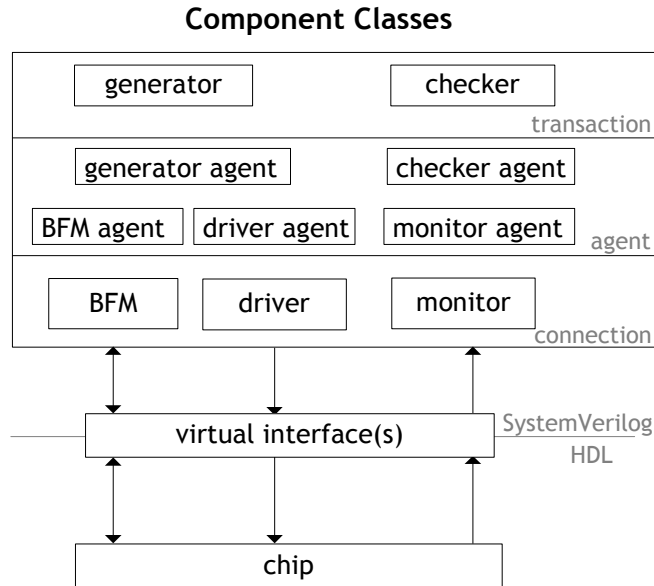 Component Classes
generator checker
transaction
generator agent checker agent
BFM agent driver agent monitor agent
agent
BFM driver monitor
connection
virtual interface(s) SystemVerilog
HDL
chip